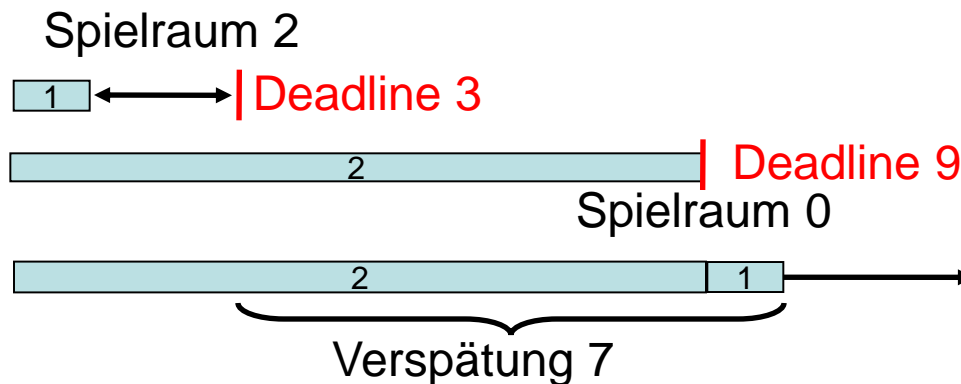 Spielraum 2
1
Deadline 3
2
Deadline 9
Spielraum 0
2 1
Verspätung 7